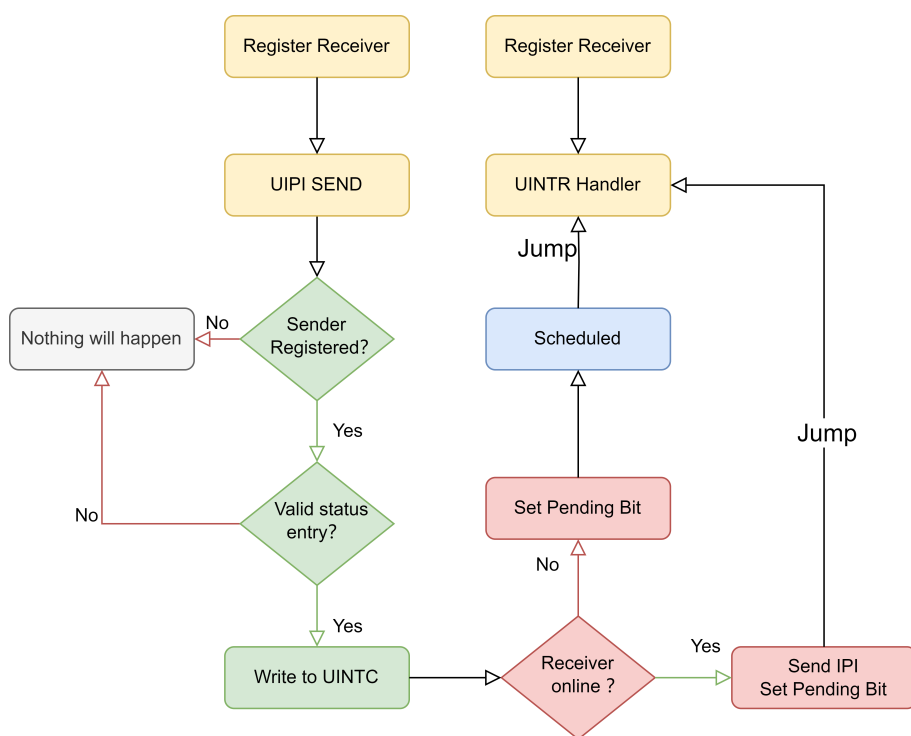 Register Receiver
Register Receiver
UIPI SEND
UINTR Handler
Jump
Sender
Registered?
No
Nothing will happen
Scheduled
Yes
Jump
Valid status
entry?
No
Set Pending Bit
No
Yes
Write to UINTC
Receiver
online ?
Yes
Send IPI
Set Pending Bit